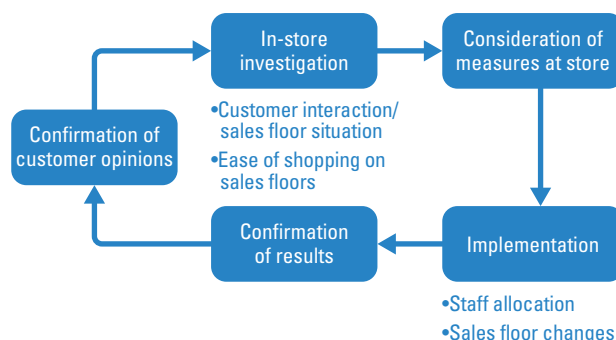 In-store
investigation
Consideration of
measures at store
•Customer interaction/
sales floor situation
•Ease of shopping on
sales floors
Confirmation of
customer opinions
Confirmation
of results
Implementation
•Staff allocation
•Sales floor changes